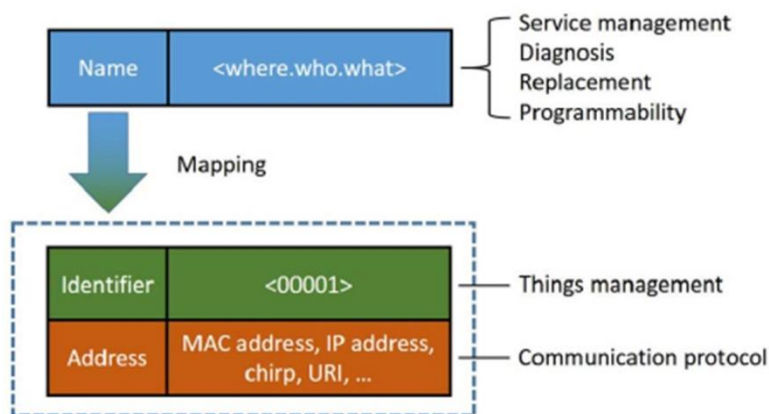 Name <where.who.what>
Service management
Diagnosis
Replacement
Programmability
Mapping
Identifier <00001> Things management
Address MAC address, IP address,
chirp, URI, ... Communication protocol